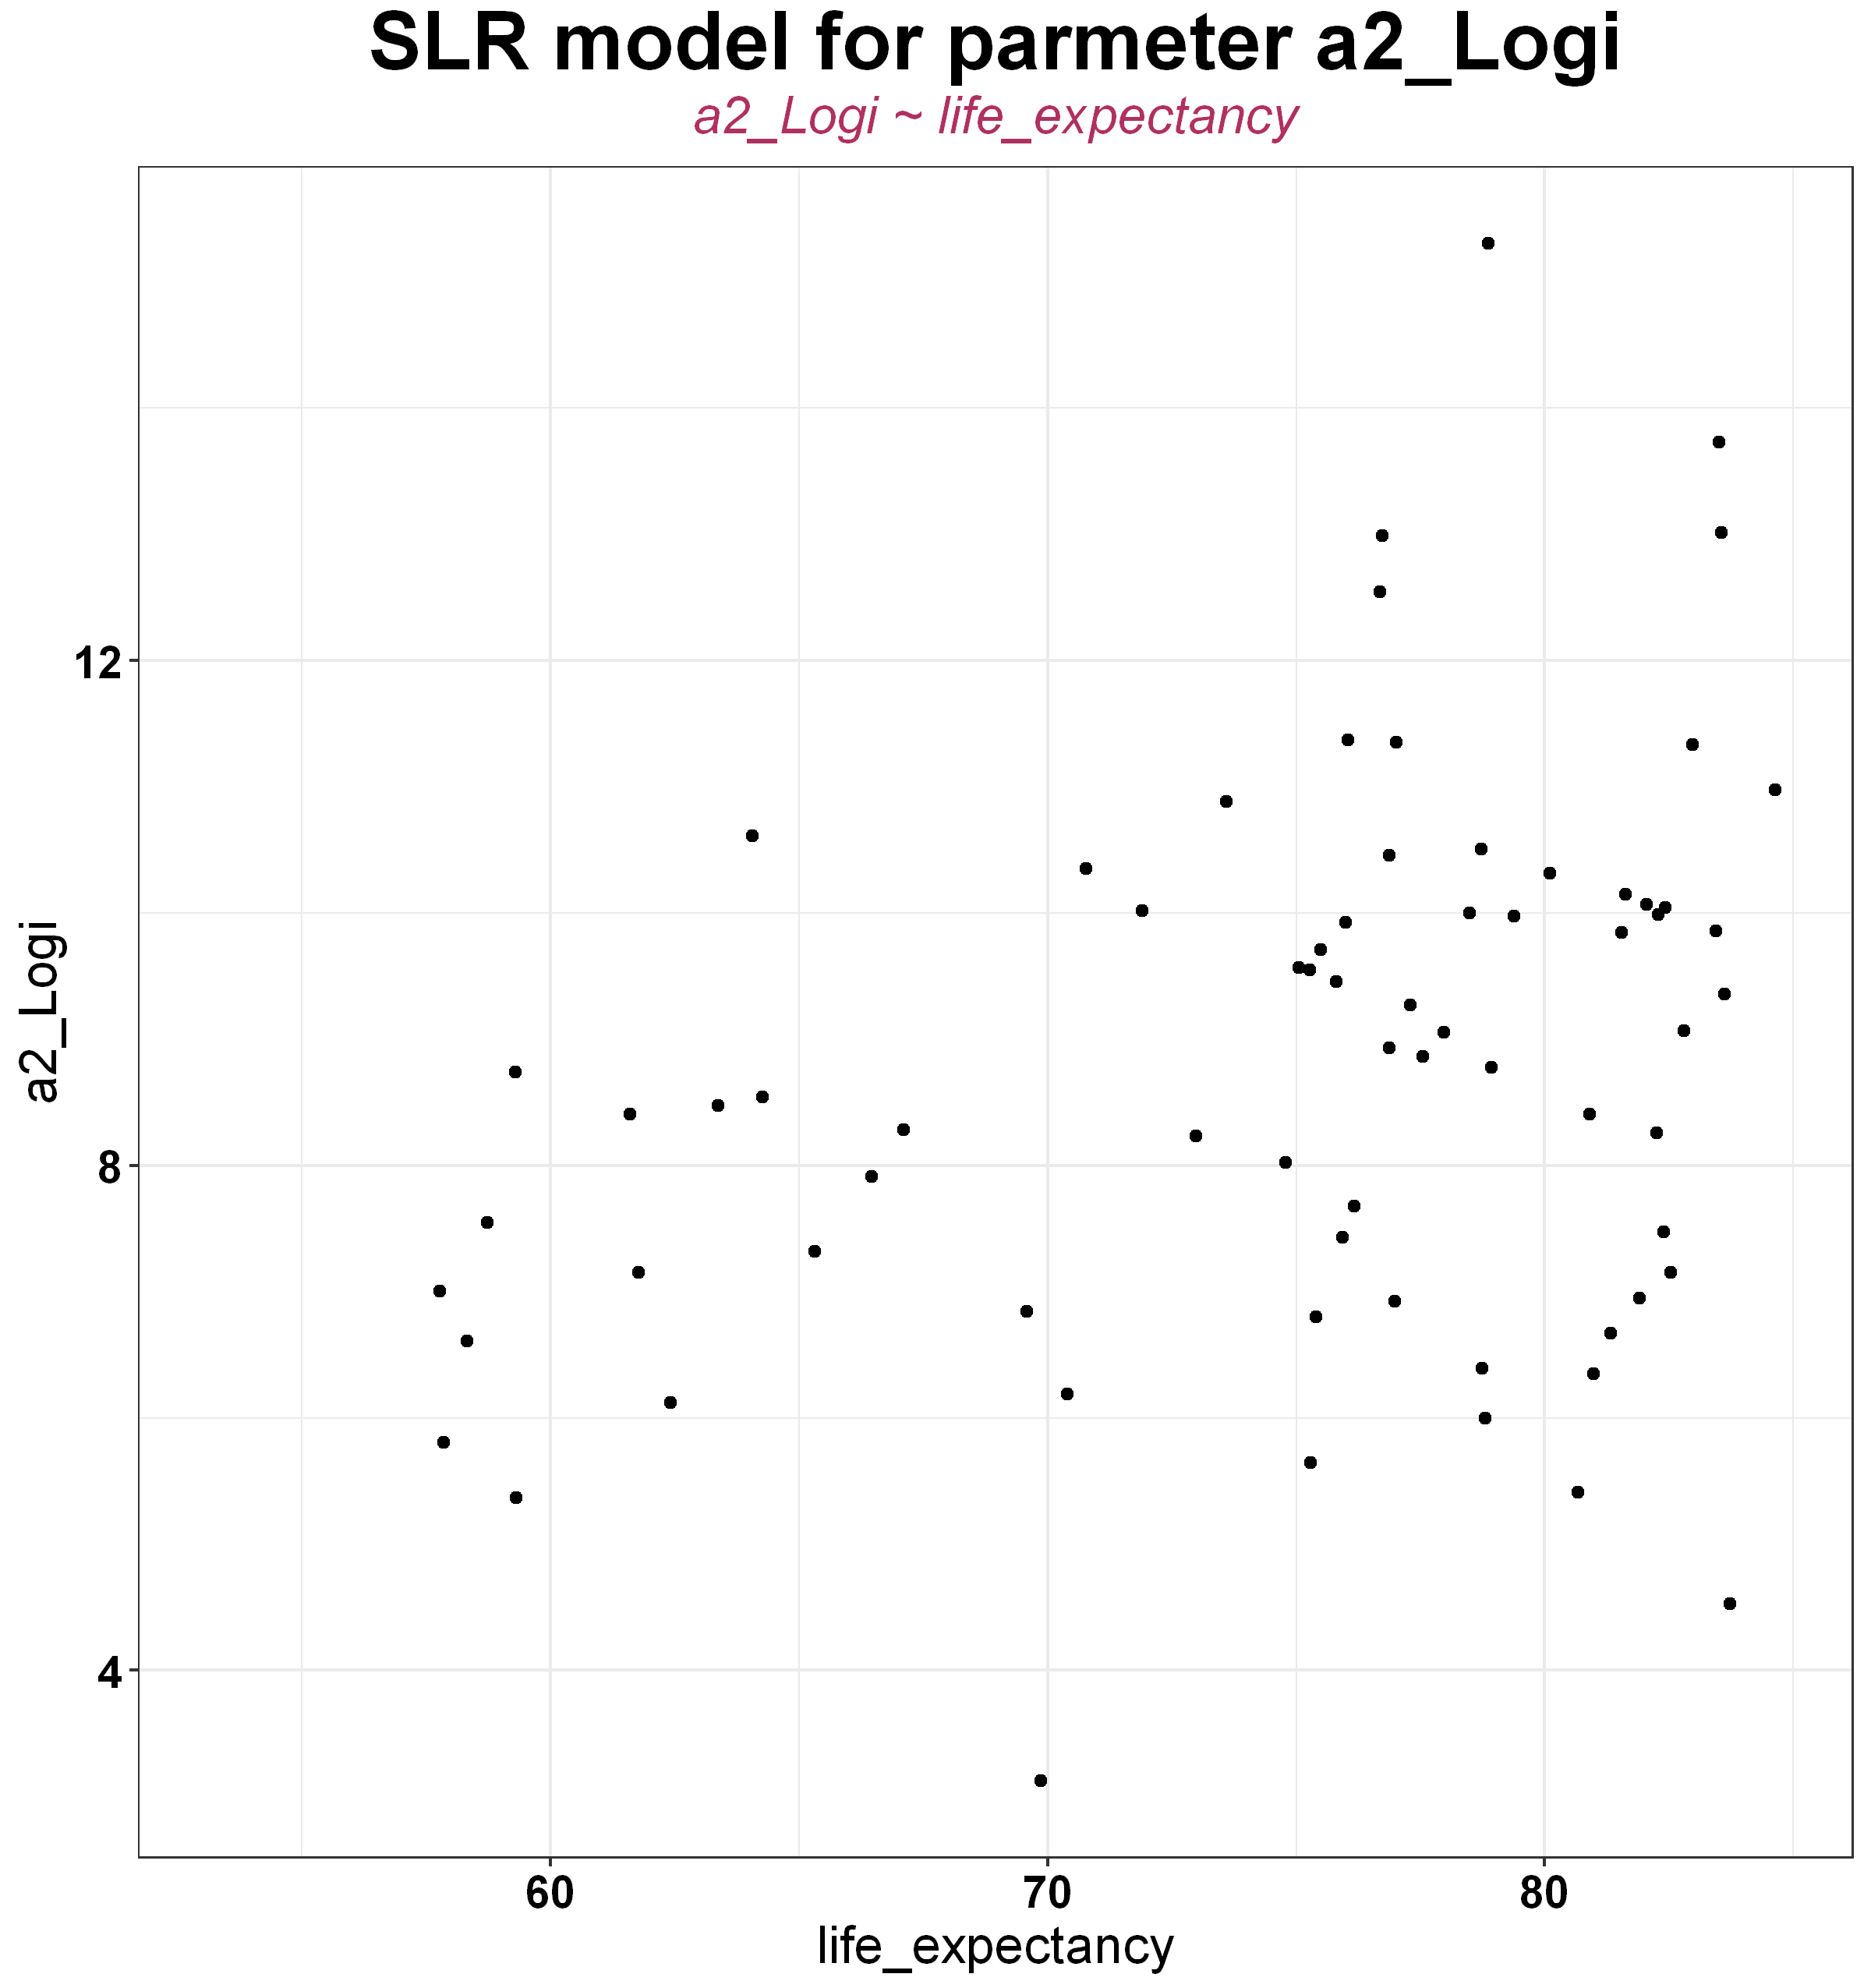 SLR model for parmeter a2_Logi
a2_Logi ~ life_expectancy
a2_Logi
12
8
4
60 70 80
life_expectancy